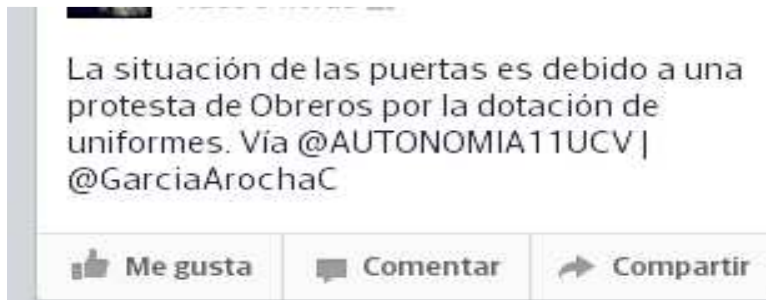 La situación de las puertas es debido a una
protesta de Obreros por la dotación de
uniformes. Vía @AUTONOMIA11UCV |
@GarciaArochaC
Me gusta Comentar Compartir